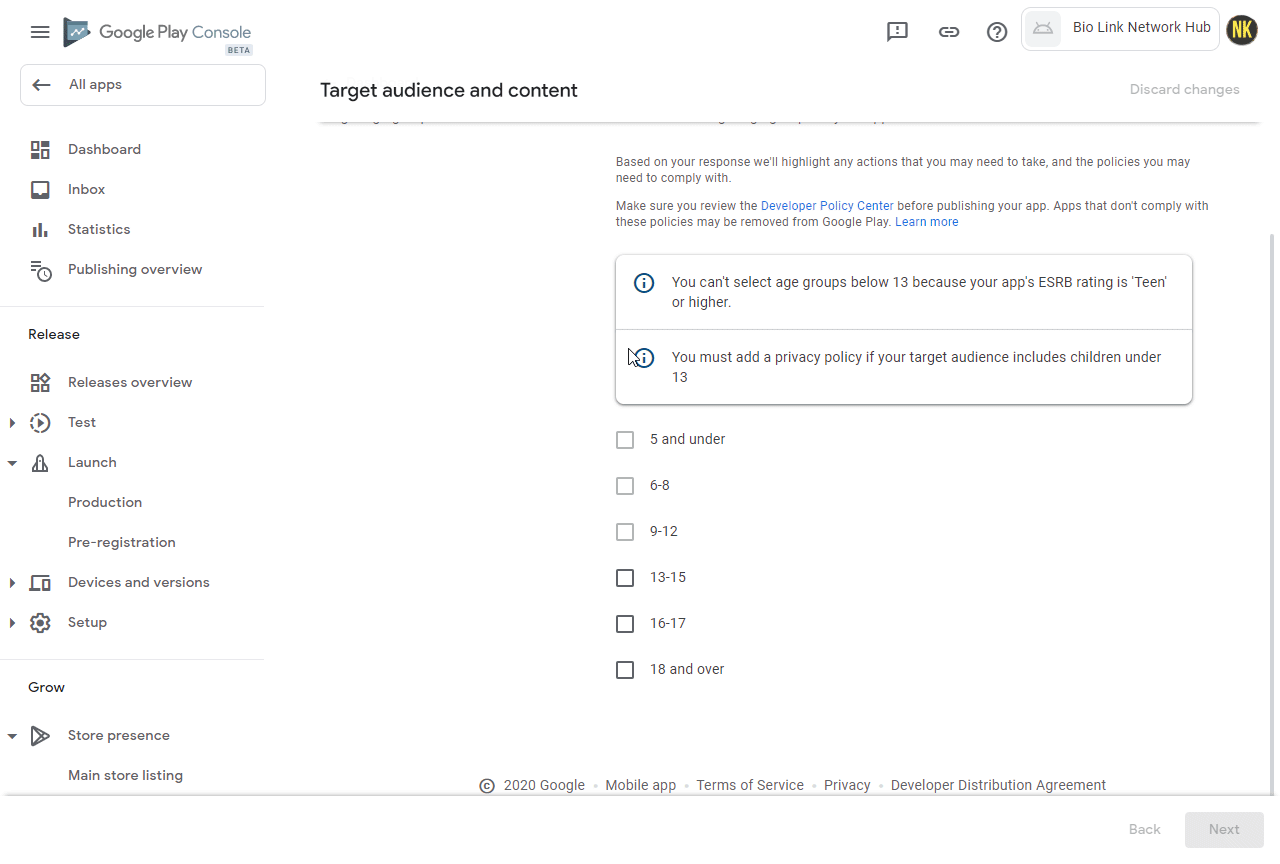 Google Play Console
BETA
Bio Link Network Hub
NK
All apps
Target audience and content
Discard changes
Dashboard
Inbox
Statistics
Publishing overview
Release
Releases overview
Test
Launch
Production
Pre-registration
Devices and versions
Setup
Grow
Store presence
Main store listing
Based on your response we'll highlight any actions that you may need to take, and the policies you may
need to comply with.
Make sure you review the Developer Policy Center before publishing your app. Apps that don't comply with
these policies may be removed from Google Play. Learn more
You can't select age groups below 13 because your app's ESRB rating is 'Teen'
or higher.
You must add a privacy policy if your target audience includes children under
13
5 and under
6-8
9-12
13-15
16-17
18 and over
© 2020 Google • Mobile app • Terms of Service • Privacy • Developer Distribution Agreement
Back
Next